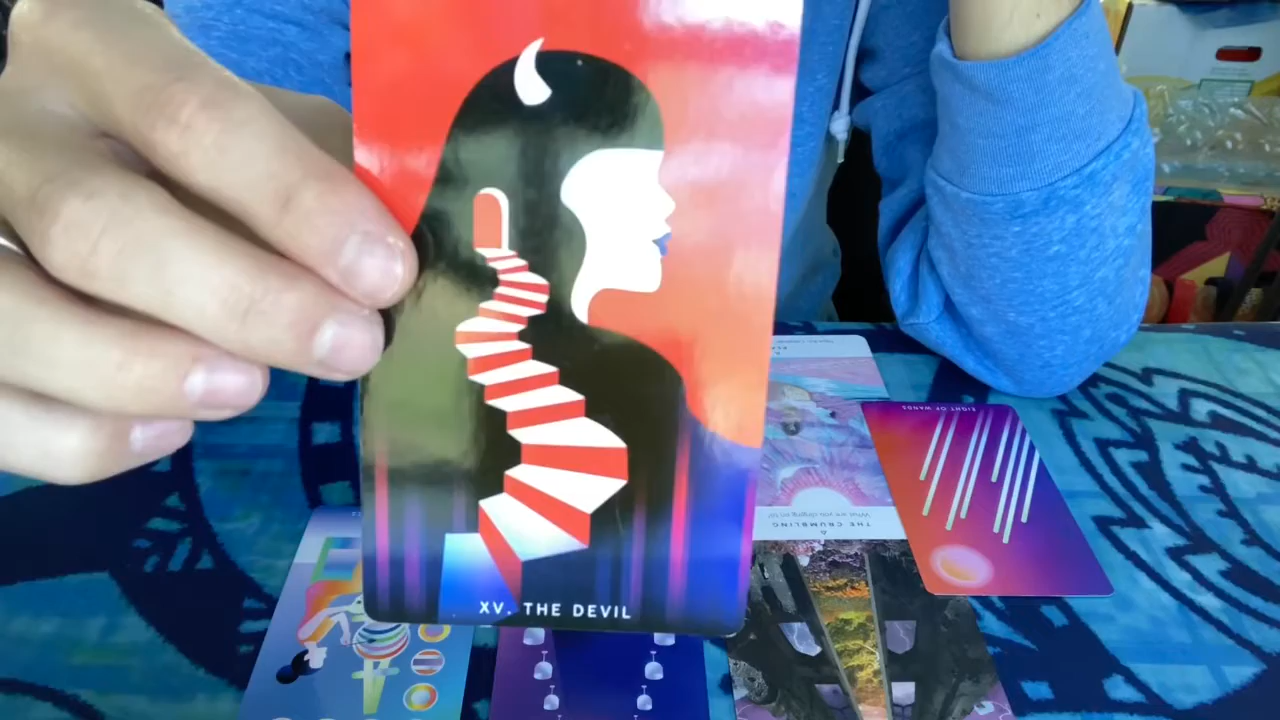 XV. THE DEVIL
EIGHT OF WANDS
What are you clinging on to?
THE CRUMBLING